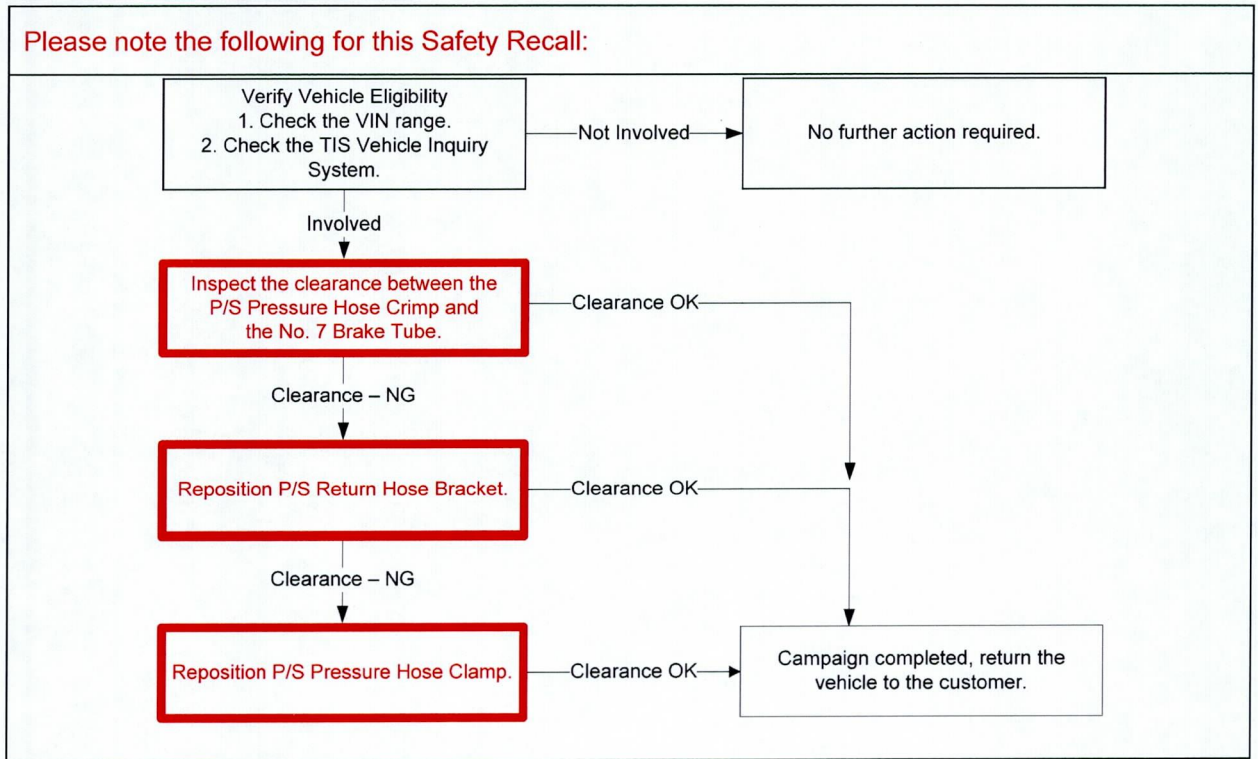 Please note the following for this Safety Recall:
Verify Vehicle Eligibility
1. Check the VIN range.
2. Check the TIS Vehicle Inquiry
System.
Not Involved
No further action required.
Involved
Inspect the clearance between the
P/S Pressure Hose Crimp and
the No. 7 Brake Tube.
Clearance OK
Clearance – NG
Reposition P/S Return Hose Bracket.
Clearance OK
Clearance – NG
Reposition P/S Pressure Hose Clamp.
Clearance OK
Campaign completed, return the
vehicle to the customer.